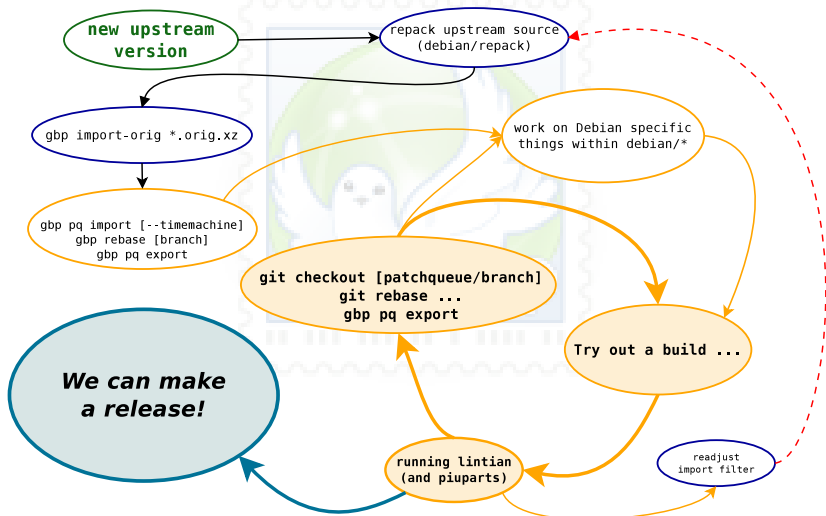 new upstream
version
repack upstream source
(debian/repack)
gbp import-orig *.orig.xz
work on Debian specific
things within debian/*
gbp pq import [--timemachine]
gbp rebase [branch]
gbp pq export
git checkout [patchqueue/branch]
git rebase ...
gbp pq export
Try out a build ...
We can make
a release!
running lintian
(and piuparts)
readjust
import filter